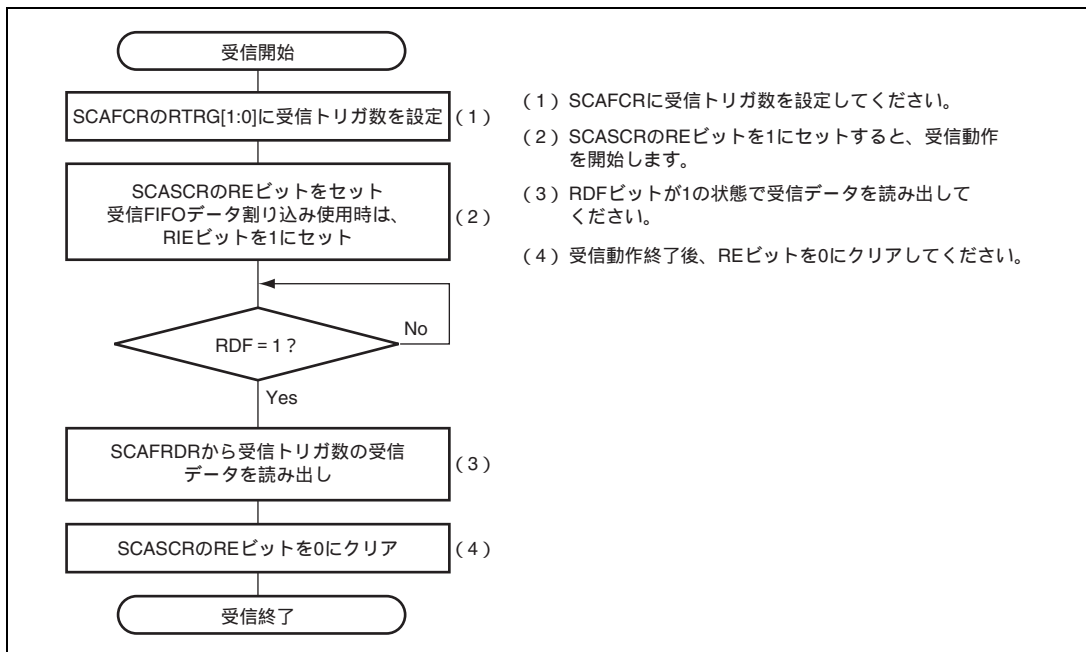 受信開始
SCAFCRのRTRG[1:0]に受信トリガ数を設定
（1）
SCASCRのREビットをセット
受信FIFOデータ割り込み使用時は、
RIEビットを1にセット
（2）
RDF = 1？
No
Yes
SCAFRDRから受信トリガ数の受信
データを読み出し
（3）
SCASCRのREビットを0にクリア
（4）
受信終了
（1）SCAFCRに受信トリガ数を設定してください。
（2）SCASCRのREビットを1にセットすると、受信動作
を開始します。
（3）RDFビットが1の状態で受信データを読み出して
ください。
（4）受信動作終了後、REビットを0にクリアしてください。